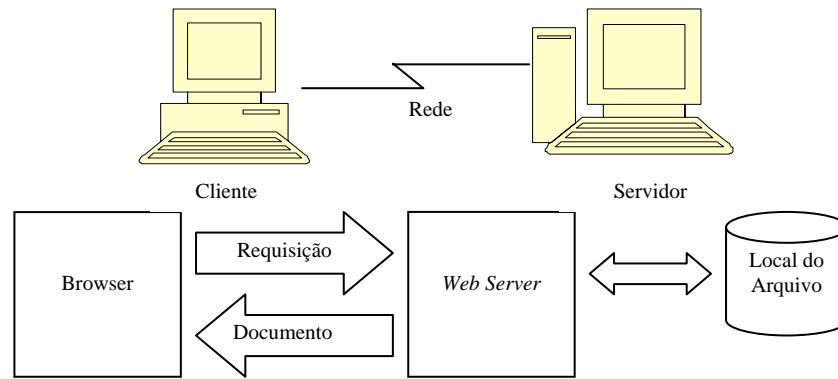 Rede
Cliente
Servidor
Requisição
Browser
Web Server
Local do
Arquivo
Documento